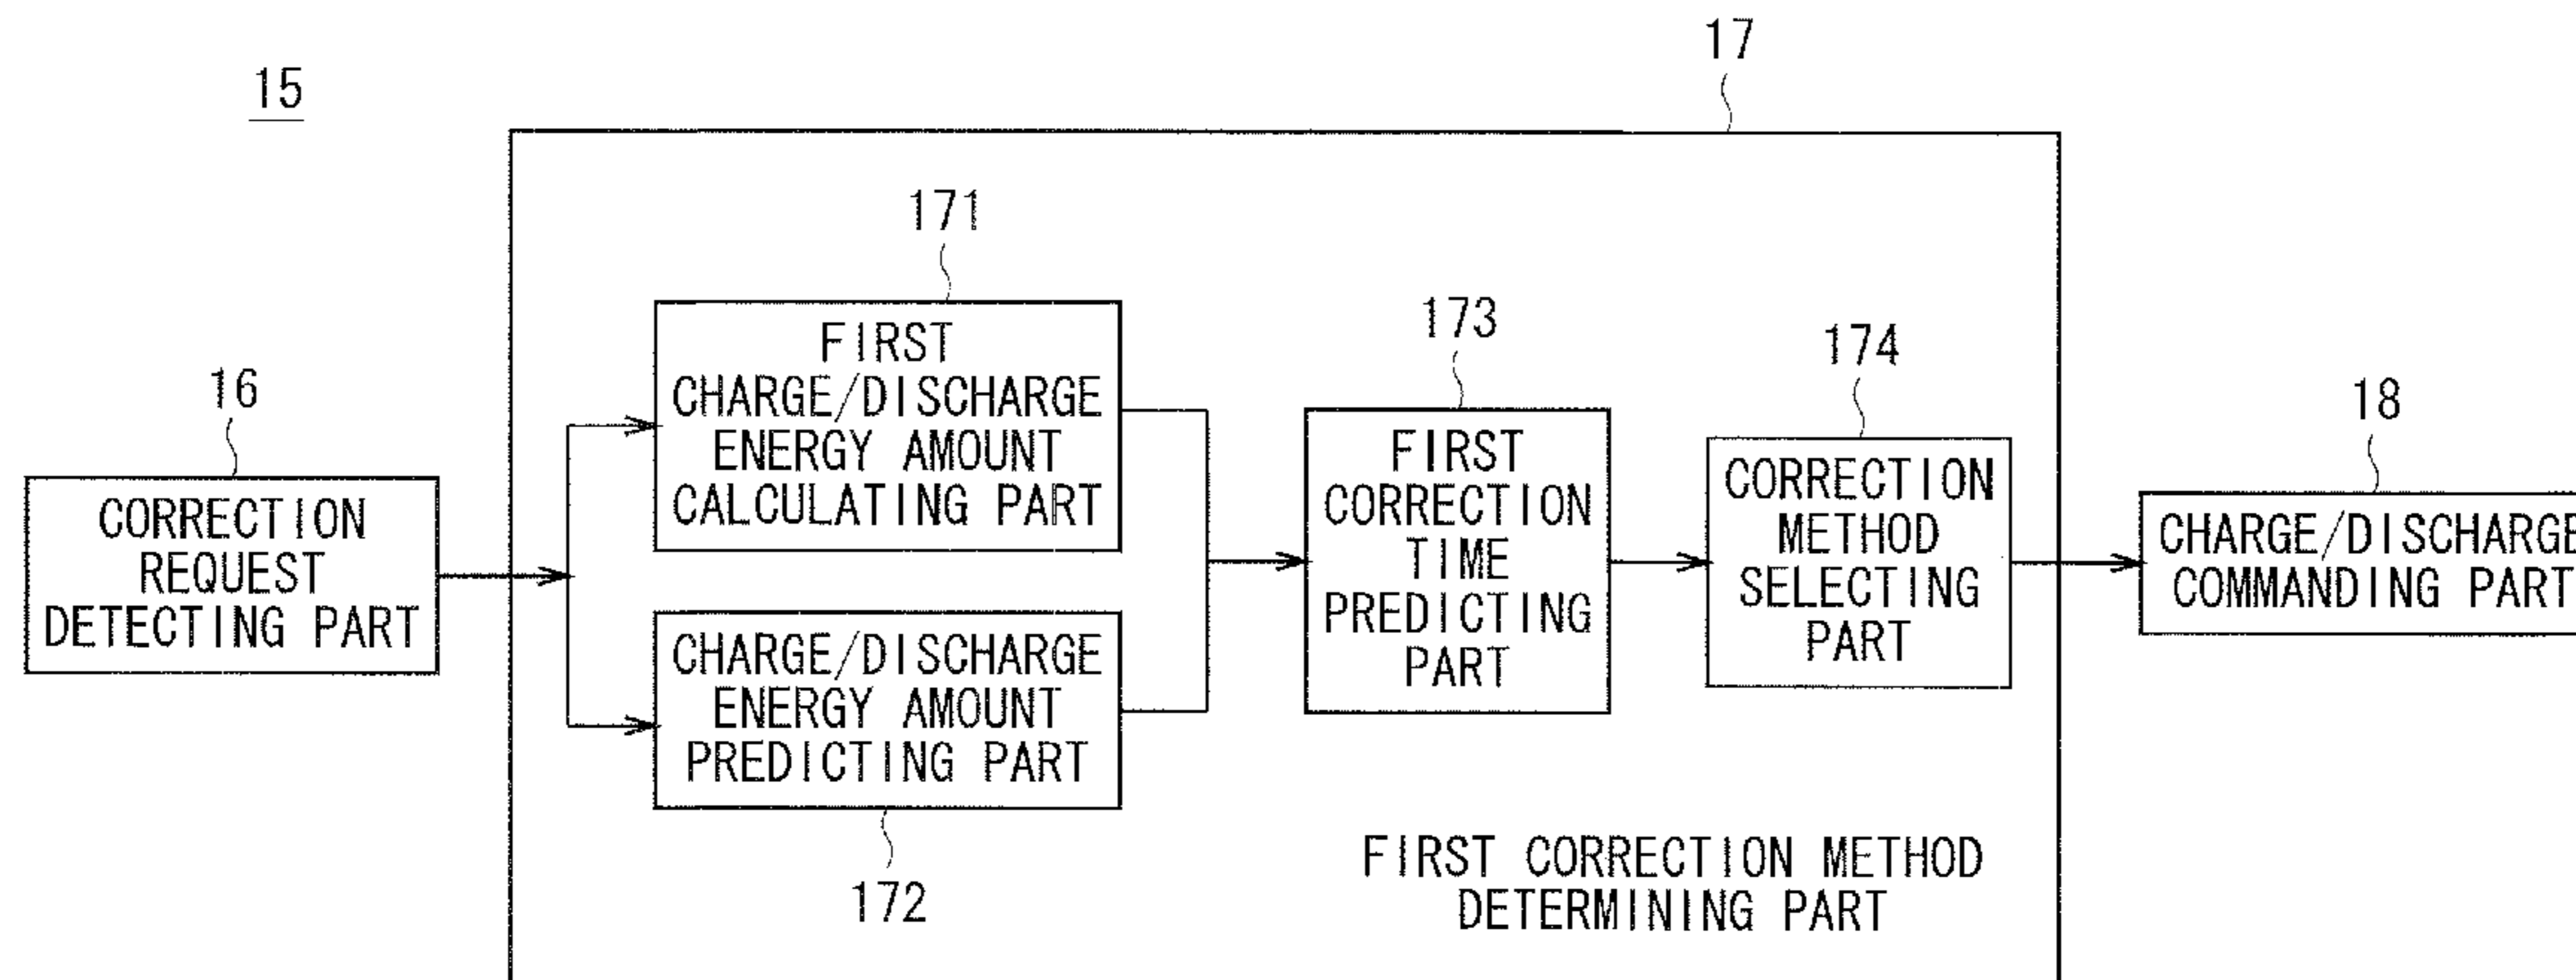 15
17
171
FIRST
CHARGE/DISCHARGE
ENERGY AMOUNT
CALCULATING PART
16
CORRECTION
REQUEST
DETECTING PART
CHARGE/DISCHARGE
ENERGY AMOUNT
PREDICTING PART
172
173
FIRST
CORRECTION
TIME
PREDICTING
PART
174
CORRECTION
METHOD
SELECTING
PART
18
CHARGE/DISCHARGE
COMMANDING PART
FIRST CORRECTION METHOD
DETERMINING PART